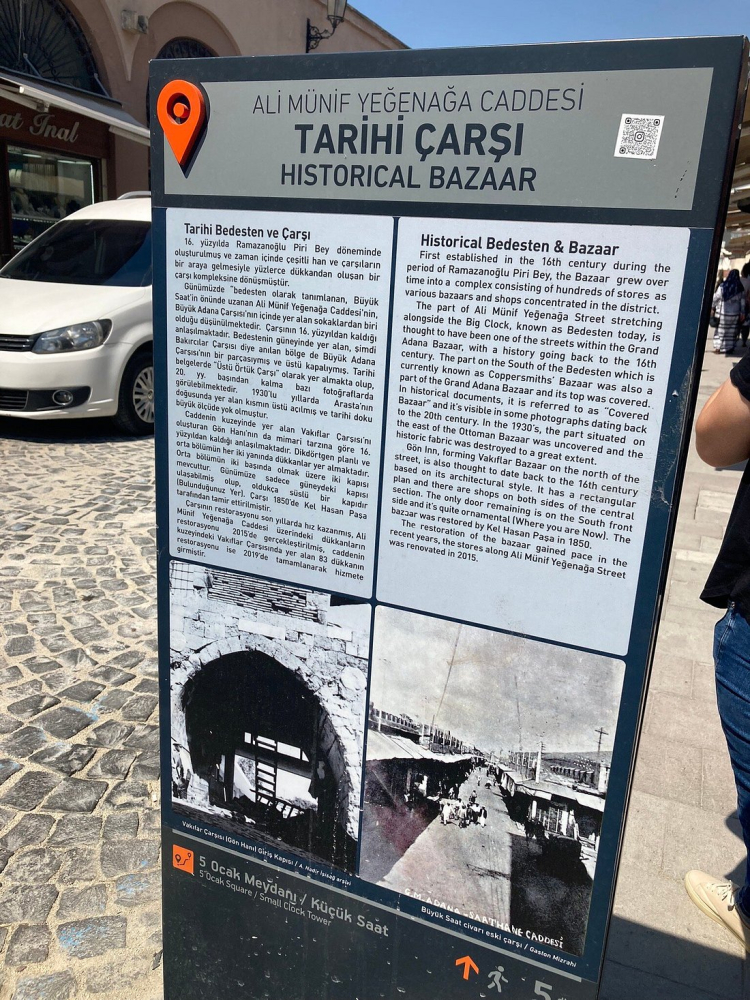 at İnal
ALİ MÜNİF YEĞENAĞA CADDESİ
TARİHİ ÇARŞI
HISTORICAL BAZAAR
Tarihi Bedesten ve Çarşı
16. yüzyılda Ramazanoğlu Piri Bey döneminde
oluşturulmuş ve zaman içinde çeşitli han ve çarşıların
bir araya gelmesiyle yüzlerce dükkandan oluşan bir
çarşı kompleksine dönüşmüştür.
Günümüzde "bedesten olarak tanımlanan, Büyük
Saat'in önünde uzanan Ali Münif Yeğenağa Caddesi'nin,
Büyük Adana Çarşısı'nın içinde yer alan sokaklardan biri
olduğu düşünülmektedir. Çarşının 16. yüzyıldan kaldığı
anlaşılmaktadır. Bedestenin güneyinde yer alan, şimdi
Bakırcılar Çarşısı diye anılan bölge de Büyük Adana
Çarşısı'nın bir parçasıymış ve üstü kapalıymış. Tarihi
belgelerde "Üstü Örtük Çarşı" olarak yer almakta olup,
20. yy. başından kalma bazı fotoğraflarda
görülebilmektedir. 1930'lu yıllarda Arasta'nın
doğusunda yer alan kısmın üstü açılmış ve tarihi doku
büyük ölçüde yok olmuştur.
Caddenin kuzeyinde yer alan Vakıflar Çarşısı'nı
oluşturan Gön Hanı'n da mimari tarzına göre 16.
yüzyıldan kaldığı anlaşılmaktadır. Dikdörtgen planlı ve
orta bölümün her iki yanında dükkanlar yer almaktadır.
Orta bölümün iki başında olmak üzere iki kapısı
mevcuttur. Günümüze sadece güneydeki kapısı
ulaşabilmiş olup, oldukça süslü bir kapıdır
(Bulunduğunuz Yer). Çarşı 1850'de Kel Hasan Paşa
tarafından tamir ettirilmiştir.
Çarşının restorasyonu son yıllarda hız kazanmış, Ali
Münif Yeğenağa Caddesi üzerindeki dükkanların
restorasyonu 2015'de gerçekleştirilmiş, caddenin
kuzeyindeki Vakıflar Çarşısında yer alan 83 dükkanın
restorasyonu ise 2019'de tamamlanarak hizmete
girmiştir.
Historical Bedesten & Bazaar
First established in the 16th century during the
period of Ramazanoğlu Piri Bey, the Bazaar grew over
time into a complex consisting of hundreds of stores as
various bazaars and shops concentrated in the district.
The part of Ali Münif Yeğenağa Street stretching
alongside the Big Clock, known as Bedesten today, is
thought to have been one of the streets within the Grand
Adana Bazaar, with a history going back to the 16th
century. The part on the South of the Bedesten which is
currently known as Coppersmiths' Bazaar was also a
part of the Grand Adana Bazaar and its top was covered.
In historical documents, it is referred to as "Covered
Bazaar" and it's visible in some photographs dating back
to the 20th century. In the 1930's, the part situated on
the east of the Ottoman Bazaar was uncovered and the
historic fabric was destroyed to a great extent.
Gön Inn, forming Vakıflar Bazaar on the north of the
street, is also thought to date back to the 16th century
based on its architectural style. It has a rectangular
plan and there are shops on both sides of the central
section. The only door remaining is on the South front
side and it's quite ornamental (Where you are Now). The
bazaar was restored by Kel Hasan Paşa in 1850.
The restoration of the bazaar gained pace in the
recent years, the stores along Ali Münif Yeğenağa Street
was renovated in 2015.
Vakıflar Çarşısı (Gön Hanı) Giriş Kapısı / A. Nadir Işısağ arşivi
G.M. ADANA - SAATHANE ÇADDESİ
Büyük Saat civarı eski çarşı / Gaston Mizrahi
5 Ocak Meydanı / Küçük Saat
5 Ocak Square / Small Clock Tower